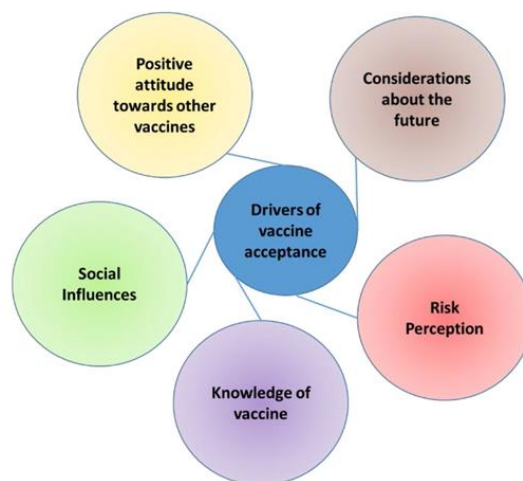 Positive
attitude
towards other
vaccines
Considerations
about the
future
Drivers of
vaccine
acceptance
Social
Influences
Risk
Perception
Knowledge of
vaccine